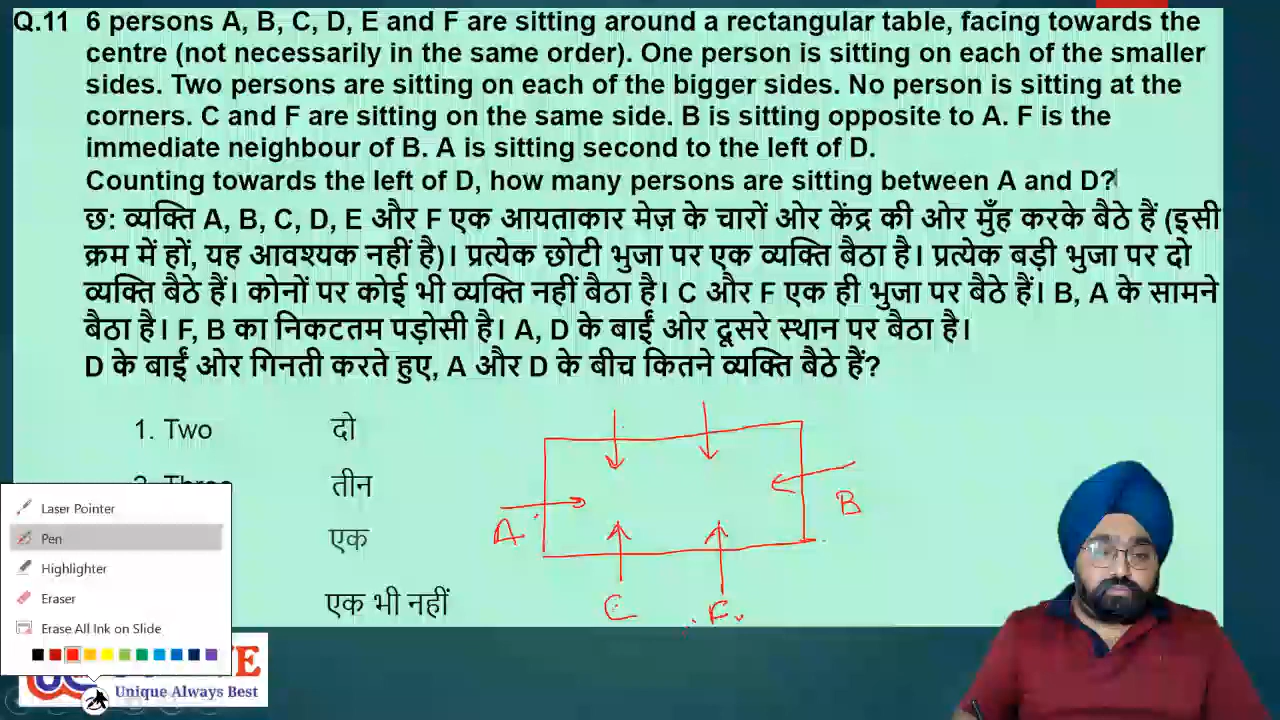 Q.11 6 persons A, B, C, D, E and F are sitting around a rectangular table, facing towards the
centre (not necessarily in the same order). One person is sitting on each of the smaller
sides. Two persons are sitting on each of the bigger sides. No person is sitting at the
corners. C and F are sitting on the same side. B is sitting opposite to A. F is the
immediate neighbour of B. A is sitting second to the left of D.
Counting towards the left of D, how many persons are sitting between A and D?
छ: व्यक्ति A, B, C, D, E और F एक आयताकार मेज़ के चारों ओर केंद्र की ओर मुँह करके बैठे हैं (इसी
क्रम में हों, यह आवश्यक नहीं है)। प्रत्येक छोटी भुजा पर एक व्यक्ति बैठा है। प्रत्येक बड़ी भुजा पर दो
व्यक्ति बैठे हैं। कोनों पर कोई भी व्यक्ति नहीं बैठा है। C और F एक ही भुजा पर बैठे हैं। B, A के सामने
बैठा है। F, B का निकटतम पड़ोसी है। A, D के बाईं ओर दूसरे स्थान पर बैठा है।
D के बाईं ओर गिनती करते हुए, A और D के बीच कितने व्यक्ति बैठे हैं?
1. Two दो
तीन
एक
एक भी नहीं
A
B
C F
Laser Pointer
Pen
Highlighter
Eraser
Erase All Ink on Slide
Unique Always Best